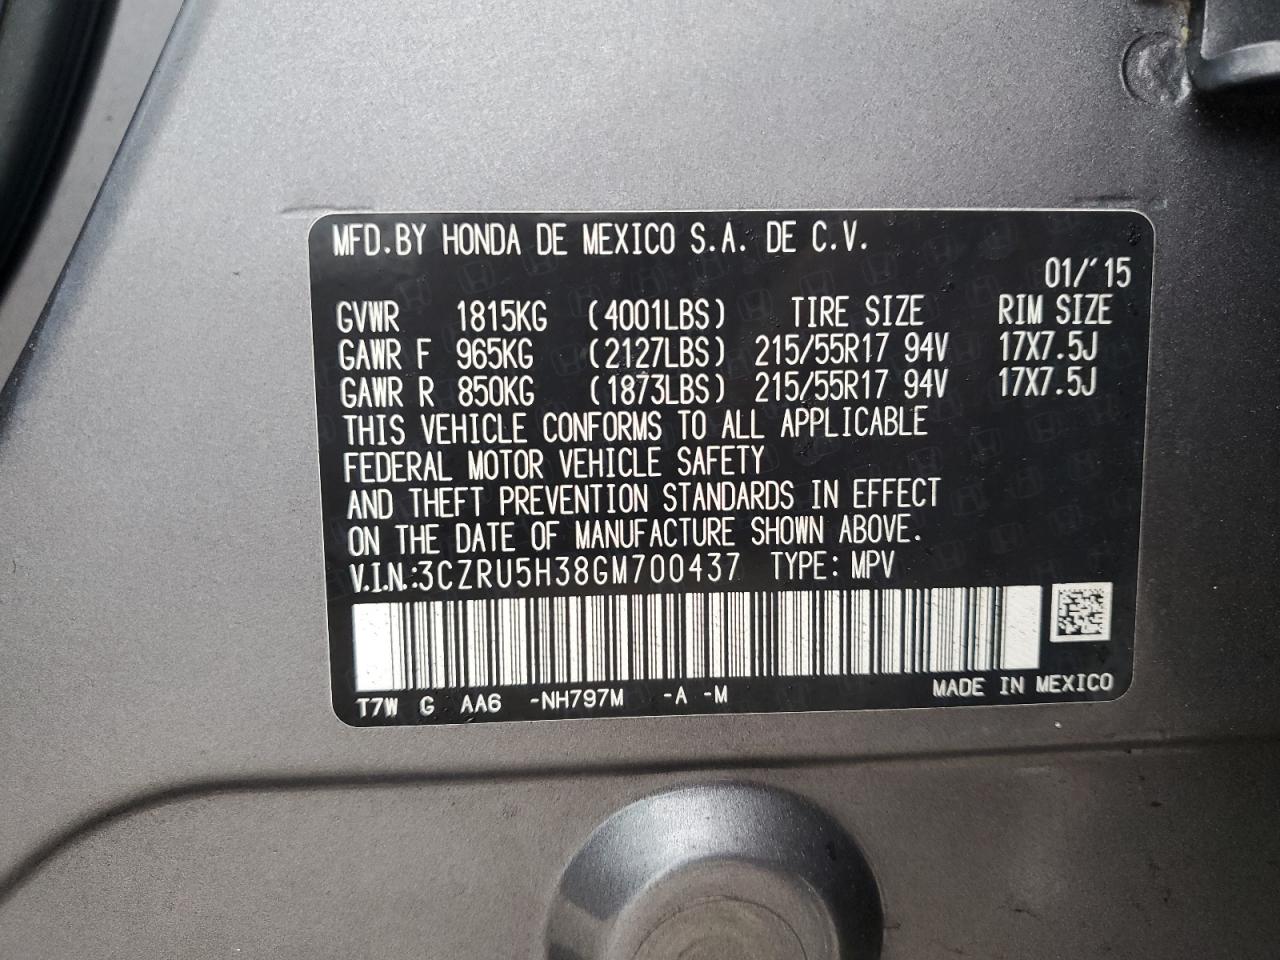 MFD.BY HONDA DE MEXICO S.A. DE C.V.
01/'15
GVWR 1815KG (4001LBS) TIRE SIZE RIM SIZE
GAWR F 965KG (2127LBS) 215/55R17 94V 17X7.5J
GAWR R 850KG (1873LBS) 215/55R17 94V 17X7.5J
THIS VEHICLE CONFORMS TO ALL APPLICABLE
FEDERAL MOTOR VEHICLE SAFETY
AND THEFT PREVENTION STANDARDS IN EFFECT
ON THE DATE OF MANUFACTURE SHOWN ABOVE.
V.I.N.:3CZRU5H38GM700437 TYPE: MPV
T7W G AA6 -NH797M -A -M MADE IN MEXICO